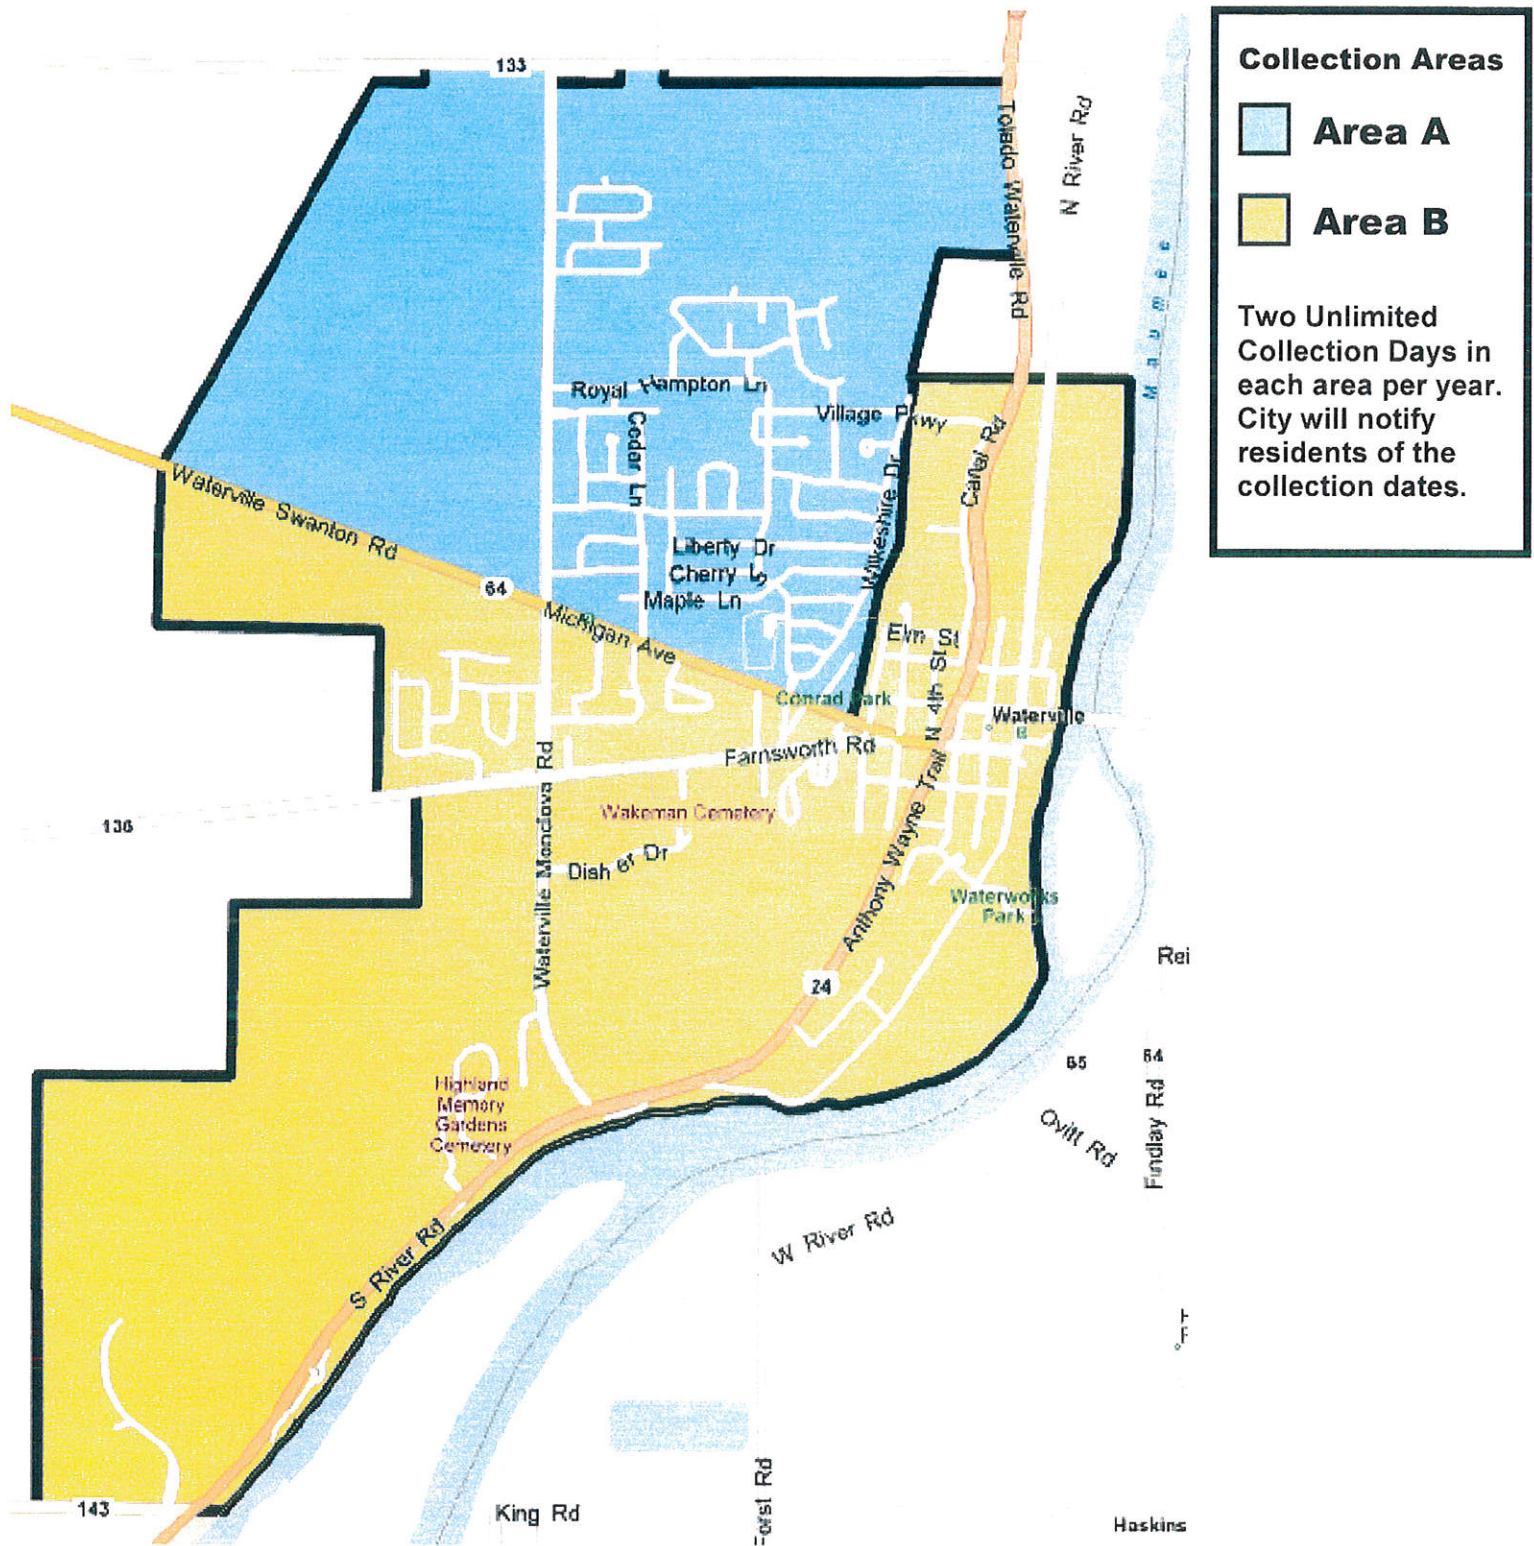 133
Collection Areas
Area A
Area B
Two Unlimited
Collection Days in
each area per year.
City will notify
residents of the
collection dates.
Toledo Waterville Rd
N River Rd
Maumee
Royal Hampton Ln
Village Pkwy
Cedar Ln
Canal Rd
Wilkeshire Dr
Waterville Swanton Rd
Liberty Dr
Cherry Ln
Maple Ln
64
Michigan Ave
Elm St
N 4th St
Conrad Park
Waterville
Farnsworth Rd
Wakeman Cemetery
136
Waterville Monclova Rd
Disher Dr
Anthony Wayne Trail
Waterworks
Park
24
Rei
65
64
Highland
Memory
Gardens
Cemetery
Ovitt Rd
Findlay Rd
W River Rd
S River Rd
143
King Rd
Forst Rd
Haskins